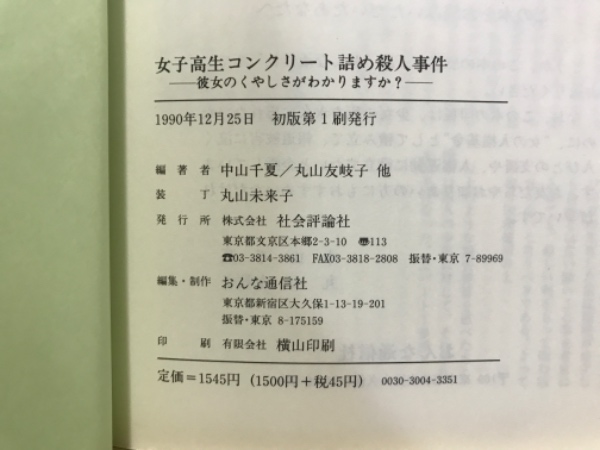 女子高生コンクリート詰め殺人事件
――彼女のくやしさがわかりますか?――
1990年12月25日 初版第1刷発行
編著者 中山千夏/丸山友岐子 他
装丁 丸山未来子
発行所 株式会社 社会評論社
東京都文京区本郷2-3-10 〠113
☎03-3814-3861 FAX03-3818-2808 振替・東京 7-89969
編集・制作 おんな通信社
東京都新宿区大久保1-13-19-201
振替・東京 8-175159
印刷 有限会社 横山印刷
定価=1545円 (1500円+税45円) 0030-3004-3351